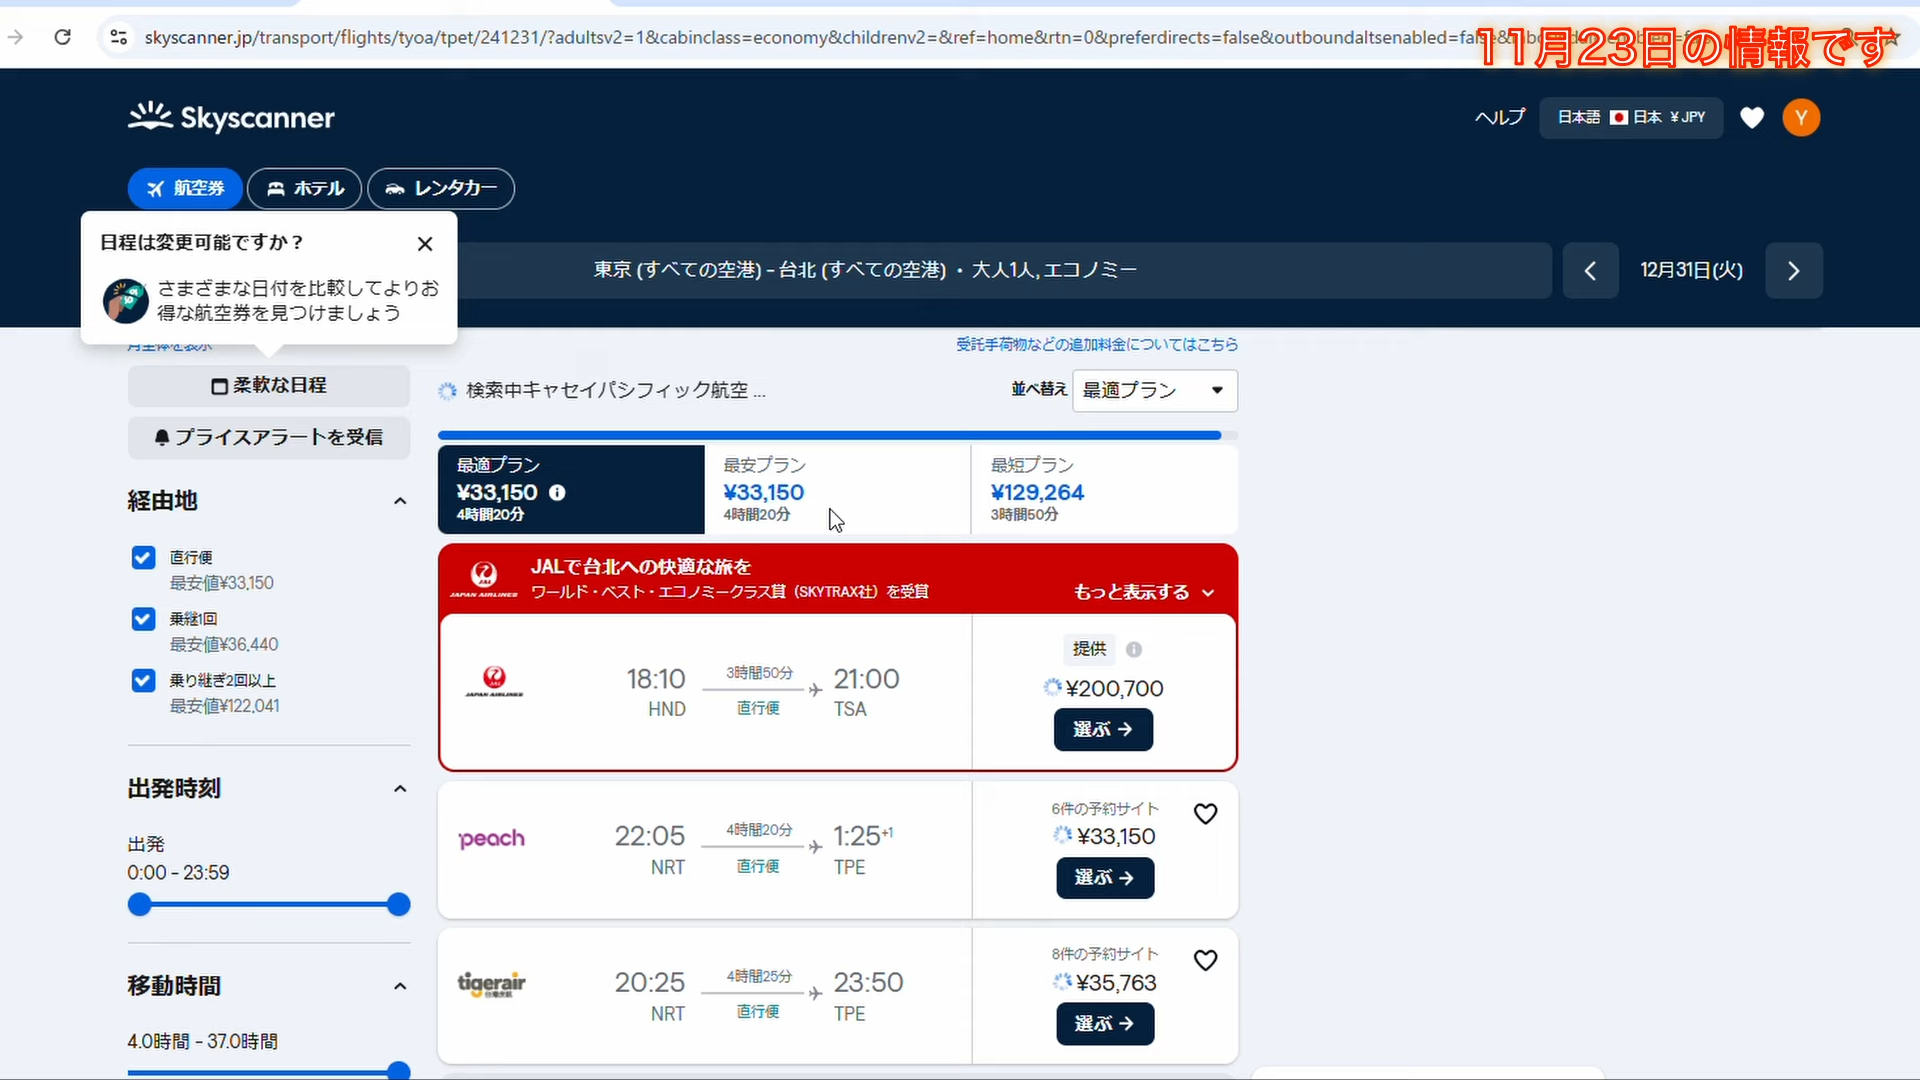 skyscanner.jp/transport/flights/tyoa/tpet/241231/?adultsv2=1&cabinclass=economy&childrenv2=&ref=home&rtn=0&preferdirects=false&outboundaltsenabled=fal
11月23日の情報です
Skyscanner
ヘルプ
日本語 日本 ¥ JPY
Y
航空券
ホテル
レンタカー
日程は変更可能ですか？
さまざまな日付を比較してよりお
得な航空券を見つけましょう
東京 (すべての空港) - 台北 (すべての空港) ・ 大人1人, エコノミー
12月31日(火)
受託手荷物などの追加料金についてはこちら
柔軟な日程
プライスアラートを受信
検索中キャセイパシフィック航空 ...
並べ替え
最適プラン
最適プラン
¥33,150
4時間20分
最安プラン
¥33,150
4時間20分
最短プラン
¥129,264
3時間50分
経由地
直行便
最安値¥33,150
乗継1回
最安値¥36,440
乗り継ぎ2回以上
最安値¥122,041
出発時刻
出発
0:00 - 23:59
移動時間
4.0時間 - 37.0時間
JAPAN AIRLINES
JALで台北への快適な旅を
ワールド・ベスト・エコノミークラス賞（SKYTRAX社）を受賞
もっと表示する
JAL
JAPAN AIRLINES
18:10
HND
3時間50分
直行便
21:00
TSA
提供
¥200,700
選ぶ →
peach
22:05
NRT
4時間20分
直行便
1:25+1
TPE
6件の予約サイト
¥33,150
選ぶ →
tigerair
台灣虎航
20:25
NRT
4時間25分
直行便
23:50
TPE
8件の予約サイト
¥35,763
選ぶ →